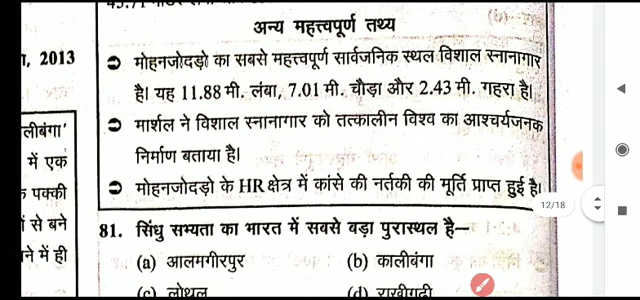 अन्य महत्त्वपूर्ण तथ्य
, 2013
➲ मोहनजोदड़ो का सबसे महत्त्वपूर्ण सार्वजनिक स्थल विशाल स्नानागार
है। यह 11.88 मी. लंबा, 7.01 मी. चौड़ा और 2.43 मी. गहरा है।
लीबंगा'
➲ मार्शल ने विशाल स्नानागार को तत्कालीन विश्व का आश्चर्यजनक
में एक
निर्माण बताया है।
पक्की
➲ मोहनजोदड़ो के HR क्षेत्र में कांसे की नर्तकी की मूर्ति प्राप्त हुई है।
12/18
से बने
81. सिंधु सभ्यता का भारत में सबसे बड़ा पुरास्थल है–
ने में ही
(a) आलमगीरपुर (b) कालीबंगा
(c) लोथल (d) राखीगढ़ी